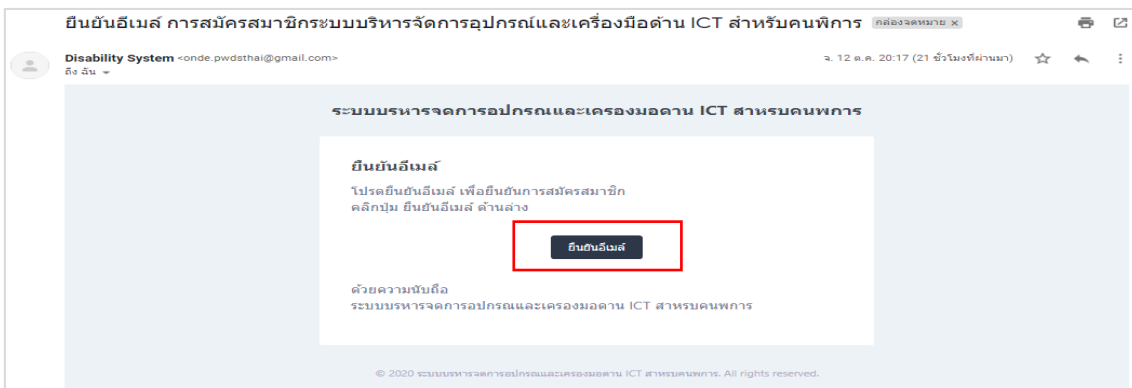 ยืนยันอีเมล์ การสมัครสมาชิกระบบบริหารจัดการอุปกรณ์และเครื่องมือด้าน ICT สำหรับคนพิการ กล่องจดหมาย x
Disability System <onde.pwdsthai@gmail.com> จ. 12 ต.ค. 20:17 (21 ชั่วโมงที่ผ่านมา)
ถึง ฉัน
ระบบบรหารจดการอปกรณและเครองมอดาน ICT สาหรบคนพการ
ยืนยันอีเมล์
โปรดยืนยันอีเมล์ เพื่อยืนยันการสมัครสมาชิก
คลิกปุ่ม ยืนยันอีเมล์ ด้านล่าง
ยืนยันอีเมล์
ด้วยความนับถือ
ระบบบรหารจดการอปกรณและเครองมอดาน ICT สาหรบคนพการ
© 2020 ระบบบรหารจดการอปกรณและเครองมอดาน ICT สาหรบคนพการ. All rights reserved.